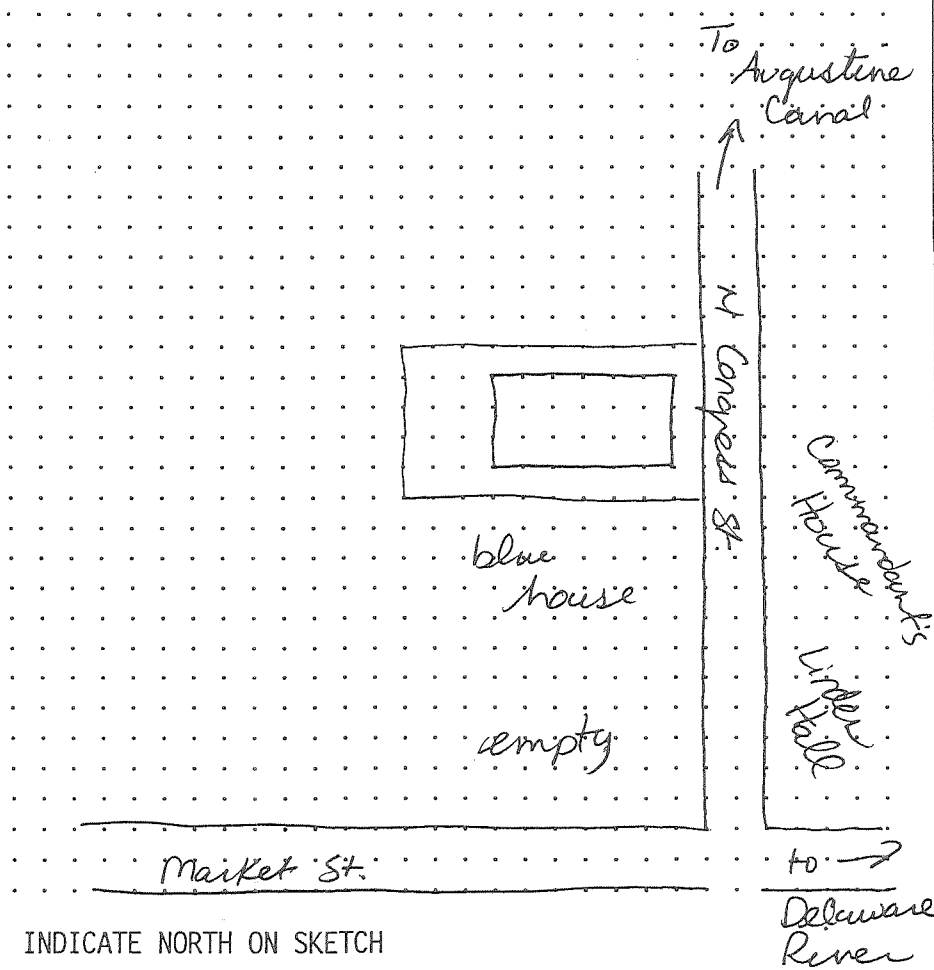 To
Augustine
Canal
N Congress St.
Commandant's
House
blue
house
Linden
Hall
empty
Market St.
to
Delaware
River
INDICATE NORTH ON SKETCH